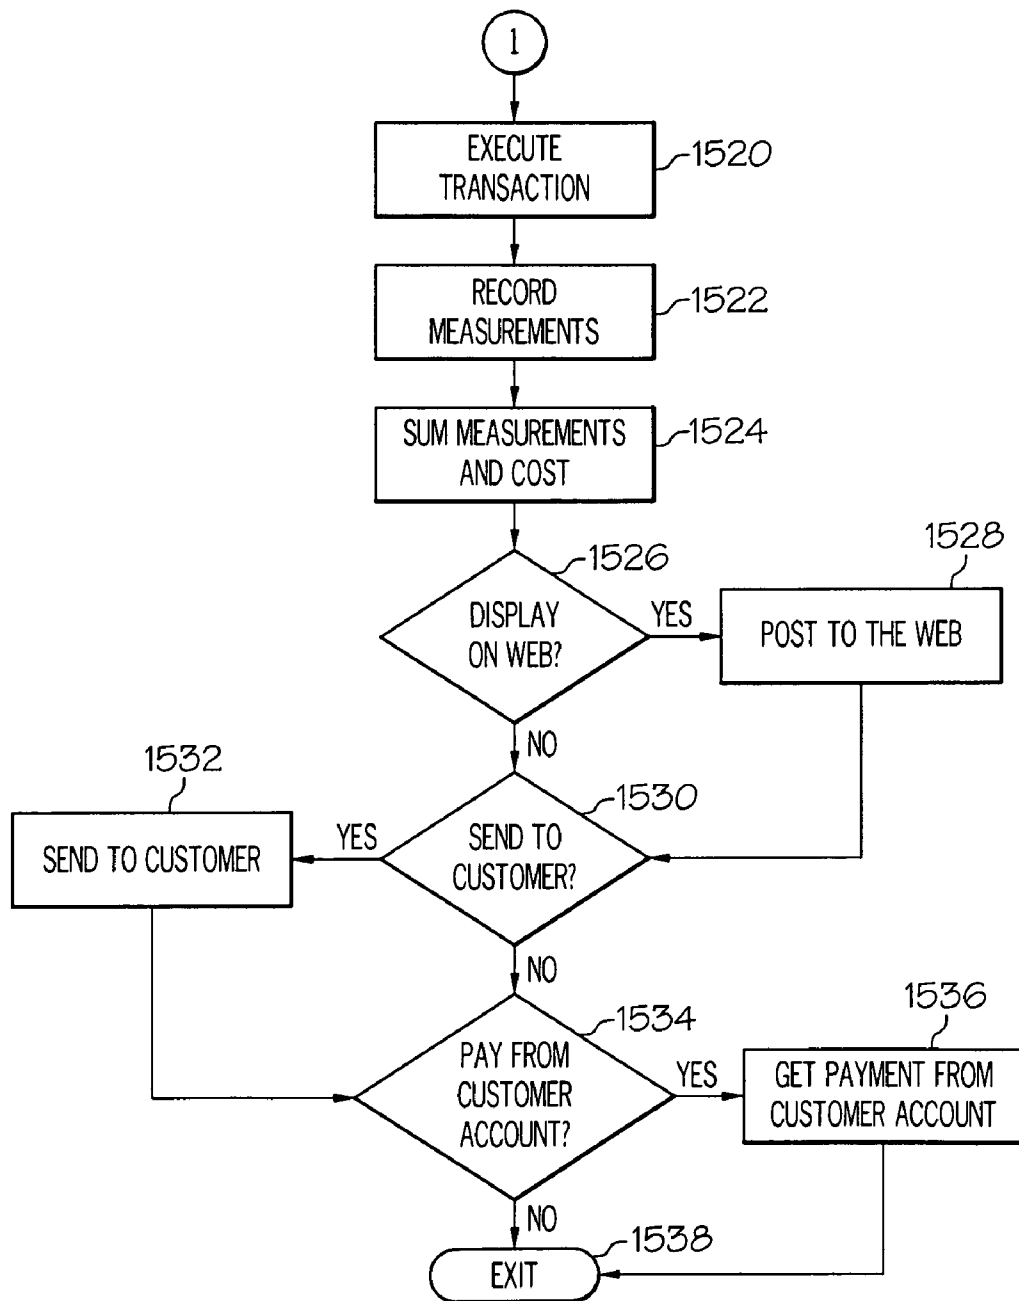 1
EXECUTE
TRANSACTION
1520
RECORD
MEASUREMENTS
1522
SUM MEASUREMENTS
AND COST
1524
1526
DISPLAY
ON WEB?
YES
1528
POST TO THE WEB
NO
1532
SEND TO CUSTOMER
YES
1530
SEND TO
CUSTOMER?
NO
1534
PAY FROM
CUSTOMER
ACCOUNT?
YES
1536
GET PAYMENT FROM
CUSTOMER ACCOUNT
NO
1538
EXIT